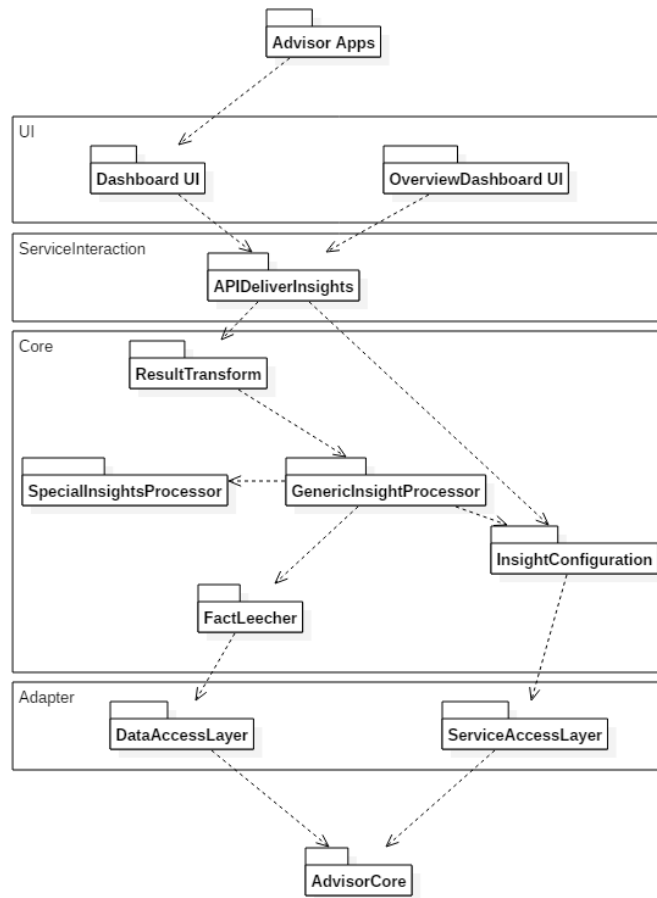 Advisor Apps
UI
Dashboard UI
OverviewDashboard UI
ServiceInteraction
APIDeliverInsights
Core
ResultTransform
SpecialInsightsProcessor
GenericInsightProcessor
InsightConfiguration
FactLeecher
Adapter
DataAccessLayer
ServiceAccessLayer
AdvisorCore